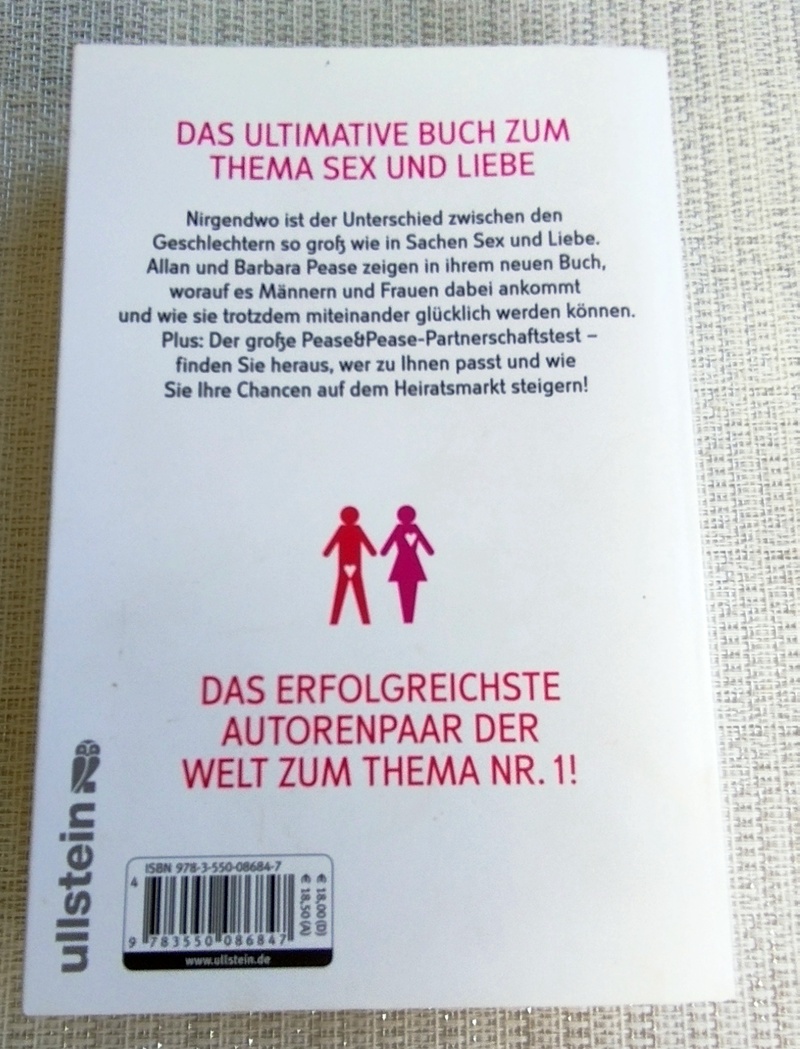 DAS ULTIMATIVE BUCH ZUM
THEMA SEX UND LIEBE
Nirgendwo ist der Unterschied zwischen den
Geschlechtern so groß wie in Sachen Sex und Liebe.
Allan und Barbara Pease zeigen in ihrem neuen Buch,
worauf es Männern und Frauen dabei ankommt
und wie sie trotzdem miteinander glücklich werden können.
Plus: Der große Pease&Pease-Partnerschaftstest –
finden Sie heraus, wer zu Ihnen passt und wie
Sie Ihre Chancen auf dem Heiratsmarkt steigern!
DAS ERFOLGREICHSTE
AUTORENPAAR DER
WELT ZUM THEMA NR. 1!
ullstein
ISBN 978-3-550-08684-7
4
€ 18,00 (D)
€ 18,50 (A)
9 783550 086847
www.ullstein.de